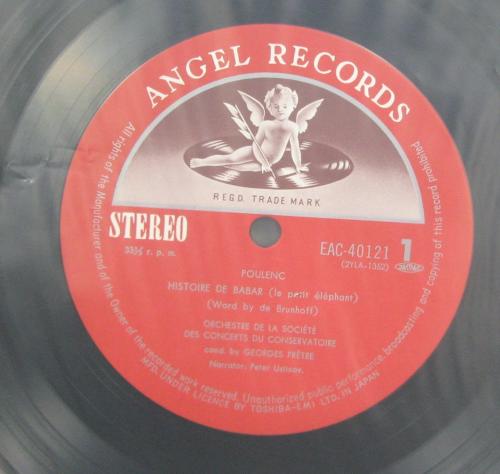 ANGEL RECORDS
REGD. TRADE MARK
STEREO
33⅓ r. p. m.
EAC-40121 1
(2YLA-1352)
POULENC
HISTOIRE DE BABAR (le petit éléphant)
(Word by de Brunhoff)
ORCHESTRE DE LA SOCIÉTÉ
DES CONCERTS DU CONSERVATOIRE
cond. by GEORGES PRÊTRE
Narrator: Peter Ustinov.
All rights of the Manufacturer and of the Owner of the recorded work reserved. Unauthorized public performance, broadcasting and copying of this record prohibited
MFD. UNDER LICENCE BY TOSHIBA-EMI LTD. IN JAPAN